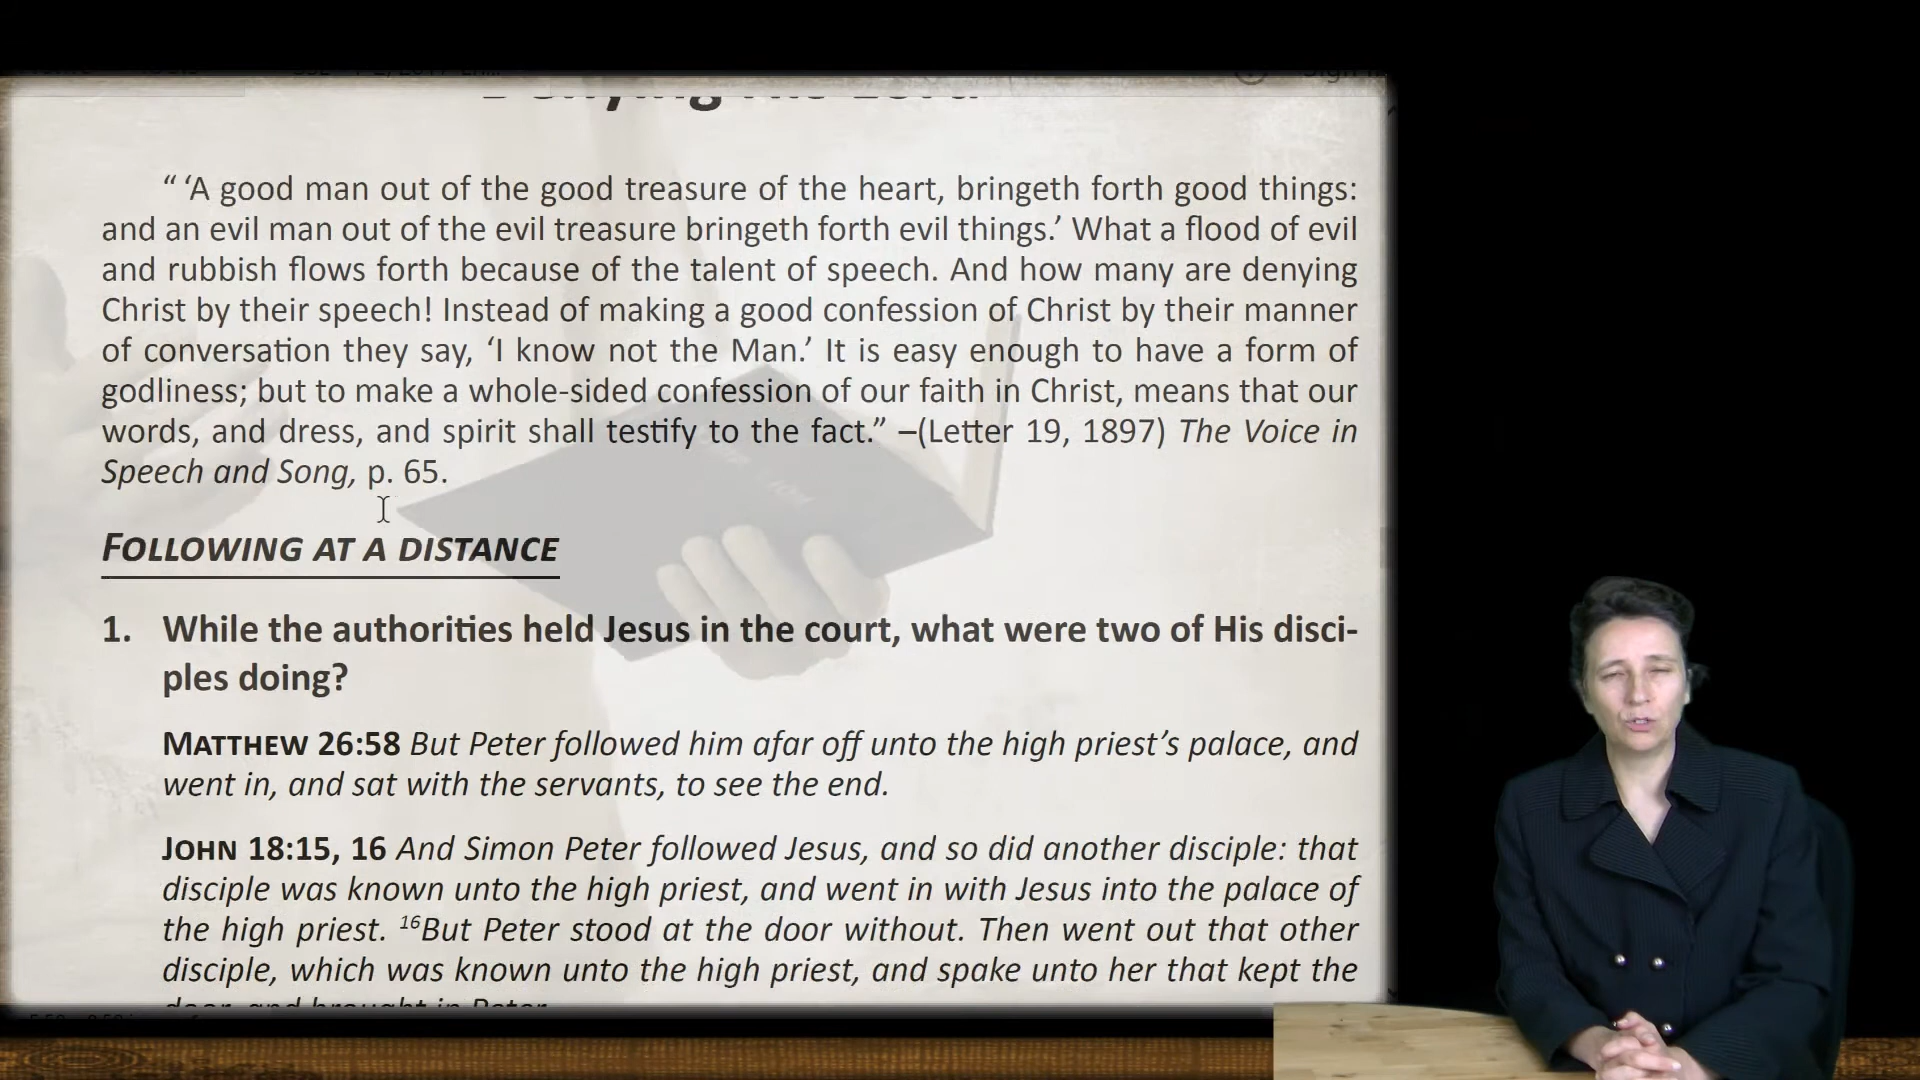 “ ‘A good man out of the good treasure of the heart, bringeth forth good things:
and an evil man out of the evil treasure bringeth forth evil things.’ What a flood of evil
and rubbish flows forth because of the talent of speech. And how many are denying
Christ by their speech! Instead of making a good confession of Christ by their manner
of conversation they say, ‘I know not the Man.’ It is easy enough to have a form of
godliness; but to make a whole-sided confession of our faith in Christ, means that our
words, and dress, and spirit shall testify to the fact.” –(Letter 19, 1897) The Voice in
Speech and Song, p. 65.
FOLLOWING AT A DISTANCE
1. While the authorities held Jesus in the court, what were two of His disci-
ples doing?
MATTHEW 26:58 But Peter followed him afar off unto the high priest’s palace, and
went in, and sat with the servants, to see the end.
JOHN 18:15, 16 And Simon Peter followed Jesus, and so did another disciple: that
disciple was known unto the high priest, and went in with Jesus into the palace of
the high priest. 16But Peter stood at the door without. Then went out that other
disciple, which was known unto the high priest, and spake unto her that kept the
door, and brought in Peter.